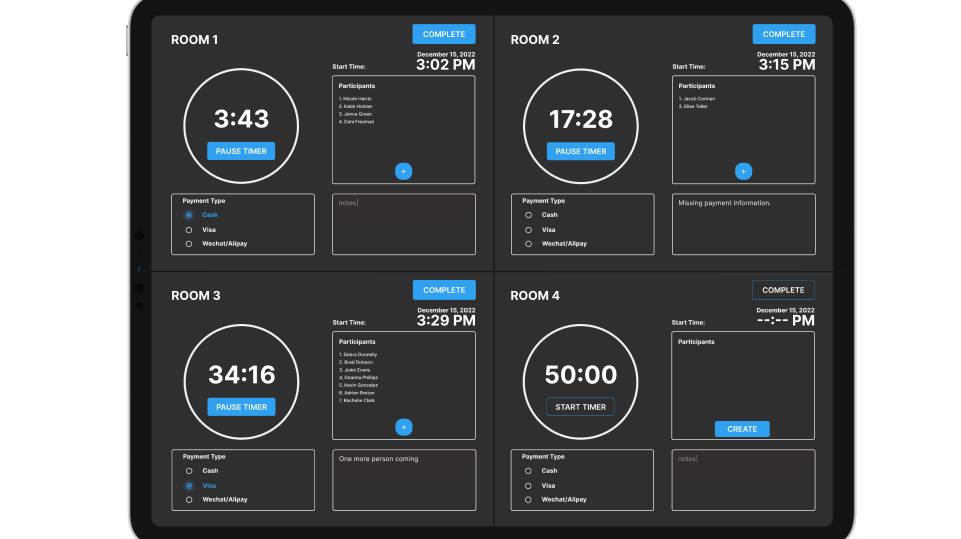 ROOM 1
COMPLETE
December 15, 2022
Start Time: 3:02 PM
3:43
PAUSE TIMER
Participants
1. Nicole Harris
2. Katie Holster
3. Jenna Green
4. Dani Freeman
+
Payment Type
Cash
Visa
Wechat/Alipay
notes
ROOM 2
COMPLETE
December 15, 2022
Start Time: 3:15 PM
17:28
PAUSE TIMER
Participants
1. Jacob Corman
2. Elise Teller
+
Payment Type
Cash
Visa
Wechat/Alipay
Missing payment information.
ROOM 3
COMPLETE
December 15, 2022
Start Time: 3:29 PM
34:16
PAUSE TIMER
Participants
1. Debra Donnelly
2. Brad Dobson
3. Jules Evans
4. Deanna Phillips
5. Kevin Gonzalez
6. Adrien Breton
7. Rachelle Clark
+
Payment Type
Cash
Visa
Wechat/Alipay
One more person coming
ROOM 4
COMPLETE
December 15, 2022
Start Time: --:-- PM
50:00
START TIMER
Participants
CREATE
Payment Type
Cash
Visa
Wechat/Alipay
notes